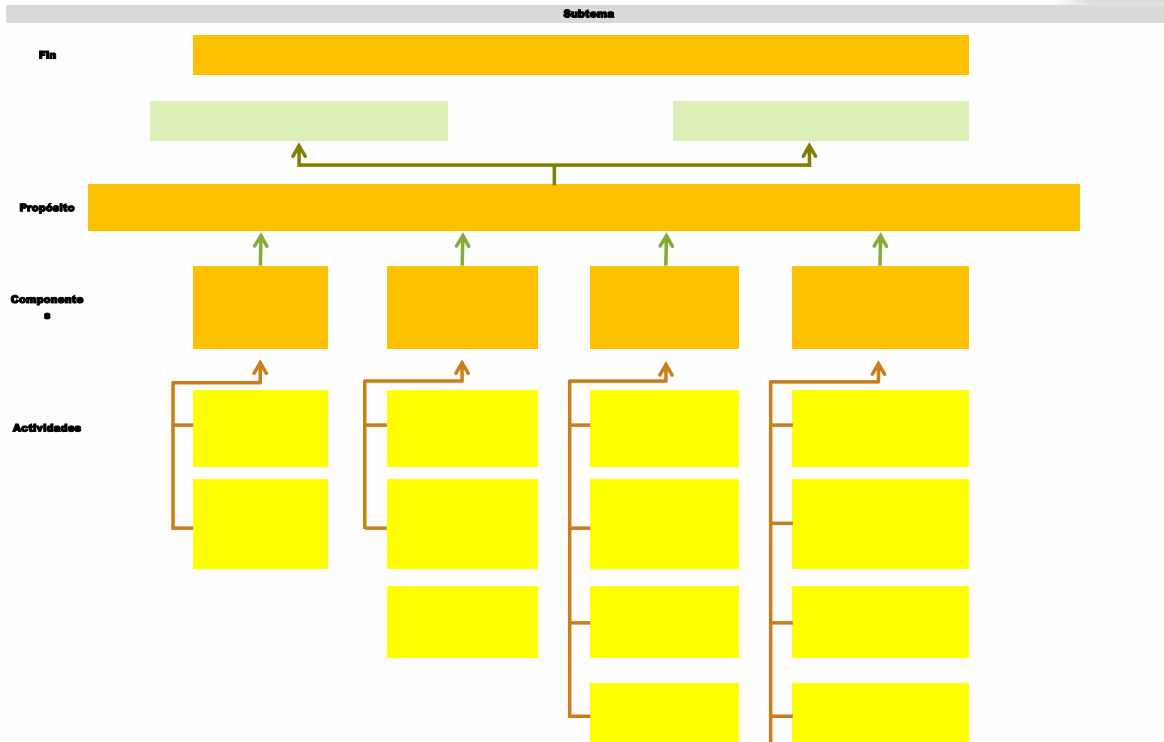 Subtema
Fin
Propósito
Componente
s
Actividades